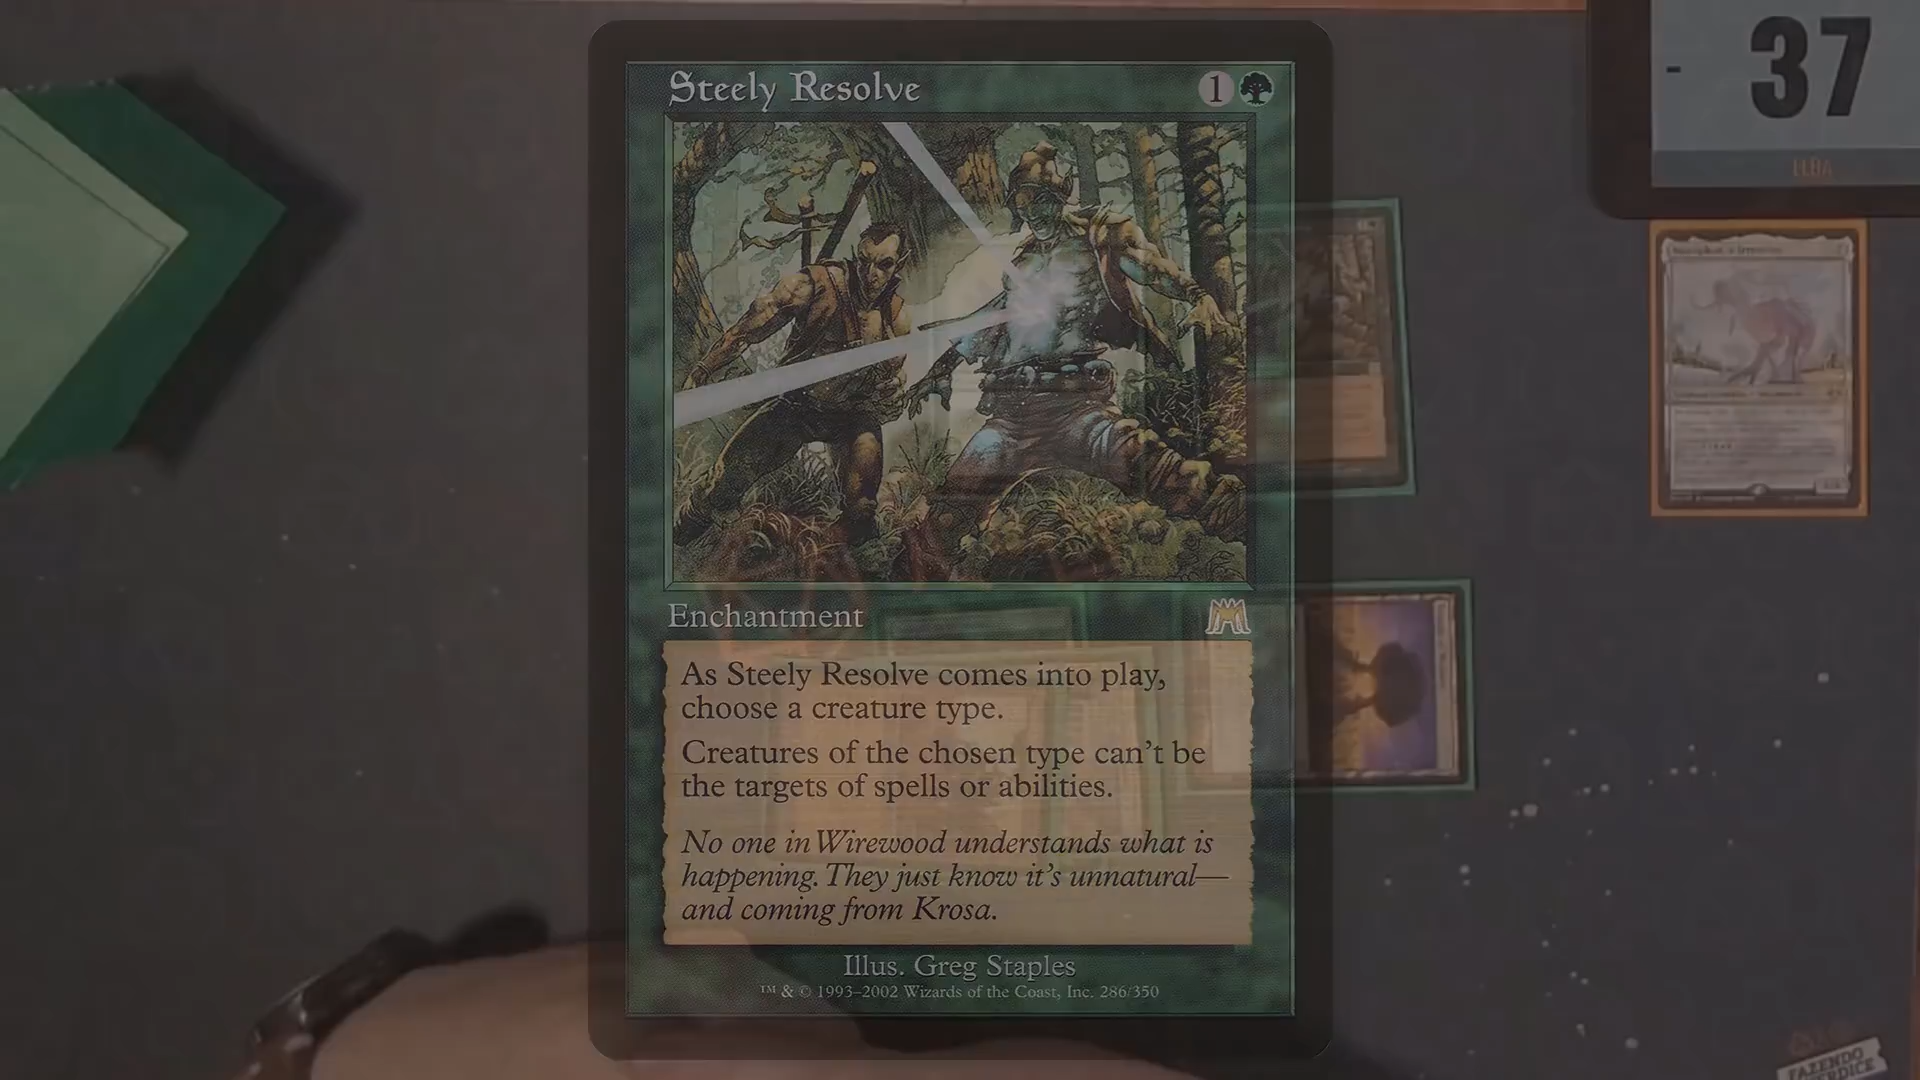 Steely Resolve 1
37
Enchantment
As Steely Resolve comes into play,
choose a creature type.
Creatures of the chosen type can't be
the targets of spells or abilities.
No one in Wirewood understands what is
happening. They just know it's unnatural—
and coming from Krosa.
Illus. Greg Staples
™ & © 1993–2002 Wizards of the Coast, Inc. 286/350
FAZENDO